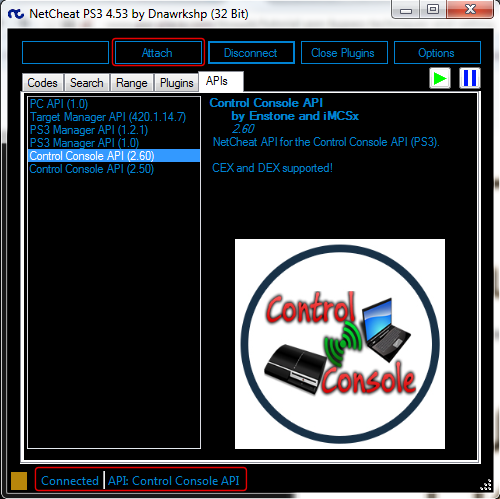 NetCheat PS3 4.53 by Dnawrkshp (32 Bit)
Attach
Disconnect
Close Plugins
Options
Codes
Search
Range
Plugins
APIs
PC API (1.0)
Target Manager API (420.1.14.7)
PS3 Manager API (1.2.1)
PS3 Manager API (1.0)
Control Console API (2.60)
Control Console API (2.50)
Control Console API
by Enstone and iMCSx
2.60
NetCheat API for the Control Console API (PS3).
CEX and DEX supported!
Control
Console
Connected
API: Control Console API